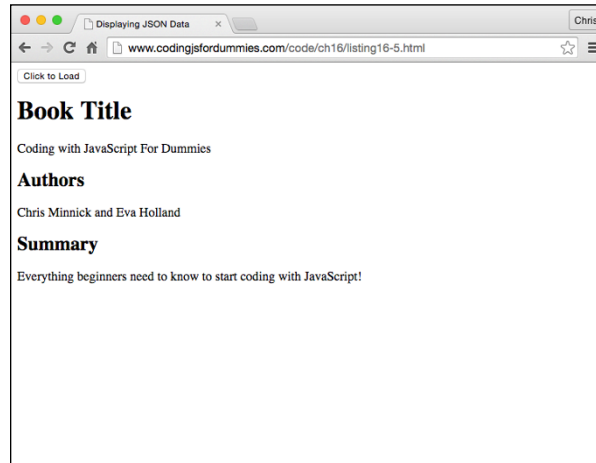 Displaying JSON Data
Chris
www.codingjsfordummies.com/code/ch16/listing16-5.html
Click to Load
Book Title
Coding with JavaScript For Dummies
Authors
Chris Minnick and Eva Holland
Summary
Everything beginners need to know to start coding with JavaScript!